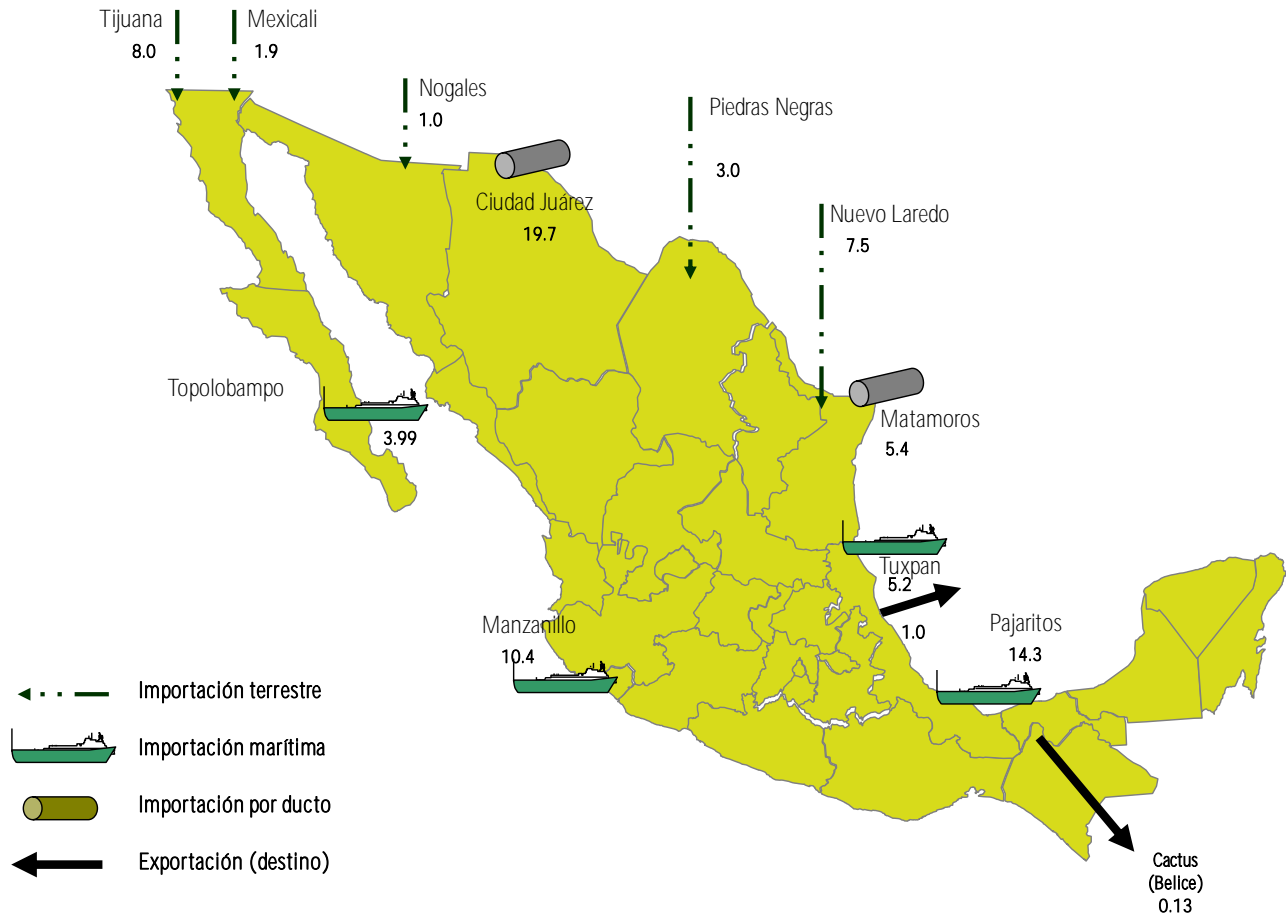 Tijuana
8.0
Mexicali
1.9
Nogales
1.0
Piedras Negras
3.0
Ciudad Juárez
19.7
Nuevo Laredo
7.5
Topolobampo
3.99
Matamoros
5.4
Tuxpan
5.2
1.0
Manzanillo
10.4
Pajaritos
14.3
Importación terrestre
Importación marítima
Importación por ducto
Exportación (destino)
Cactus
(Belice)
0.13